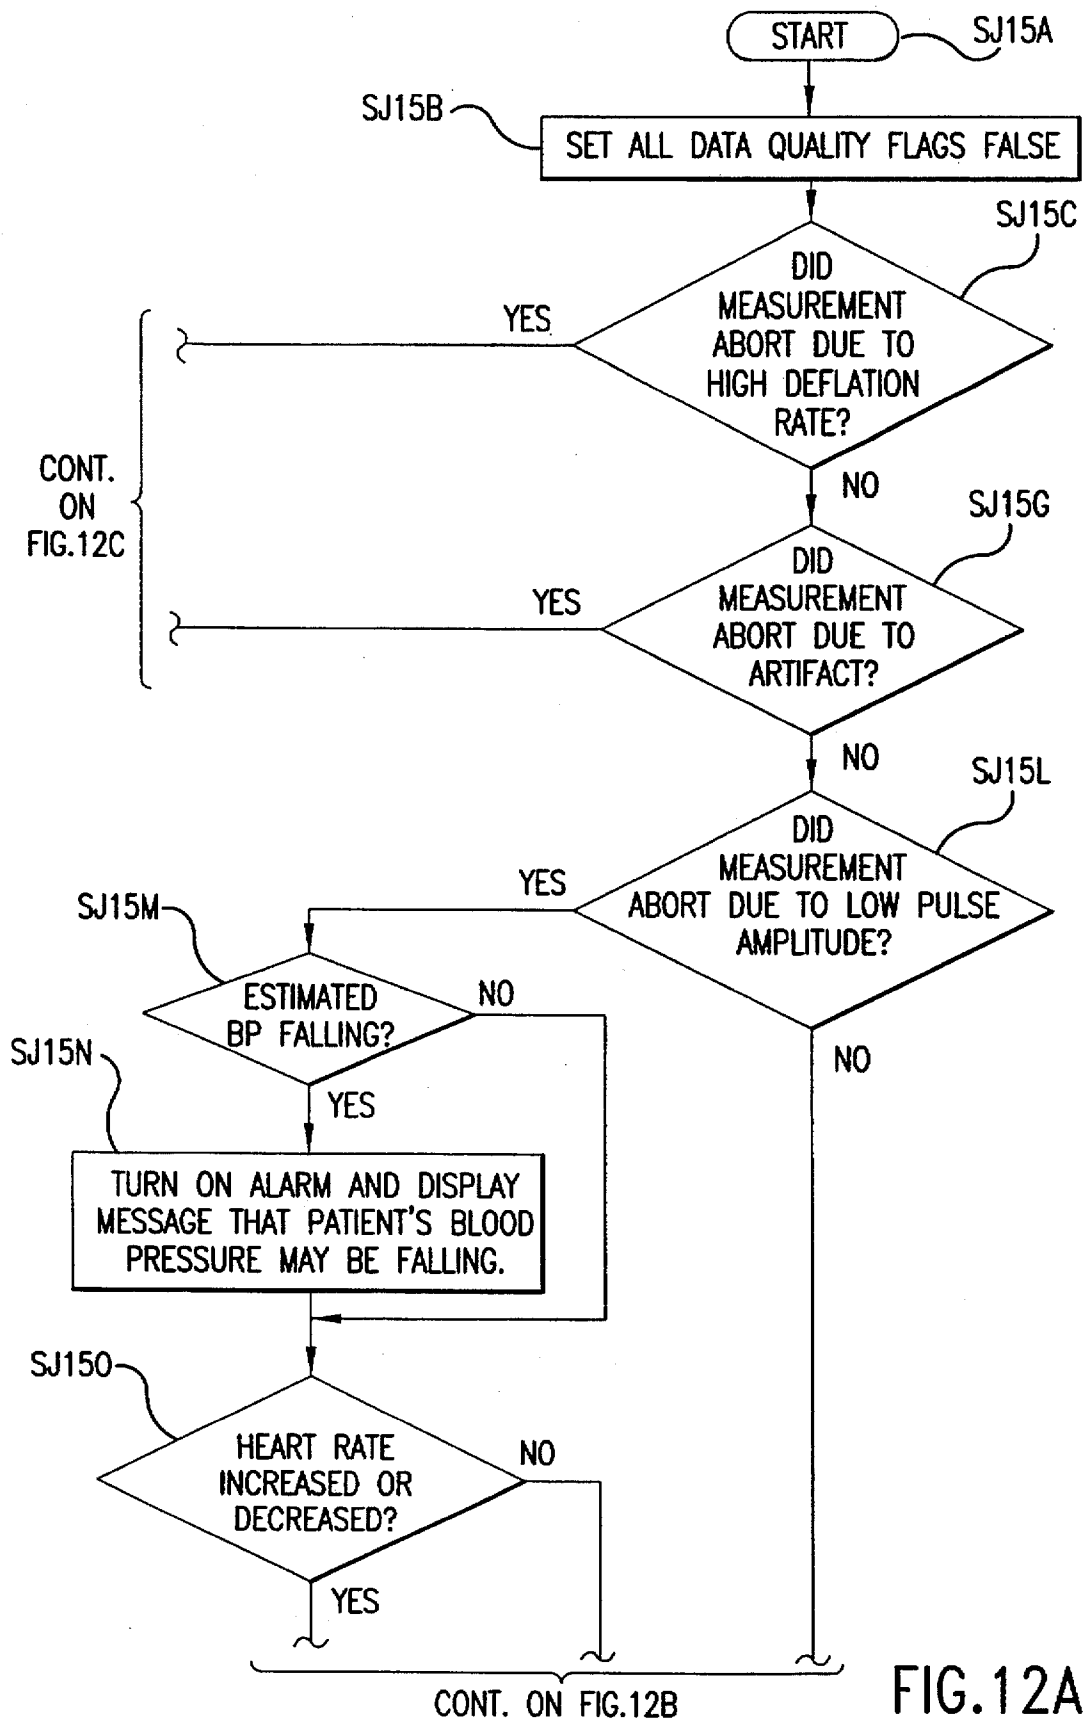 START
SJ15A
SJ15B
SET ALL DATA QUALITY FLAGS FALSE
SJ15C
DID
MEASUREMENT
ABORT DUE TO
HIGH DEFLATION
RATE?
YES
NO
CONT.
ON
FIG.12C
SJ15G
DID
MEASUREMENT
ABORT DUE TO
ARTIFACT?
YES
NO
SJ15L
DID
MEASUREMENT
ABORT DUE TO LOW PULSE
AMPLITUDE?
YES
NO
SJ15M
ESTIMATED
BP FALLING?
NO
YES
SJ15N
TURN ON ALARM AND DISPLAY
MESSAGE THAT PATIENT'S BLOOD
PRESSURE MAY BE FALLING.
SJ15O
HEART RATE
INCREASED OR
DECREASED?
NO
YES
CONT. ON FIG.12B
FIG.12A